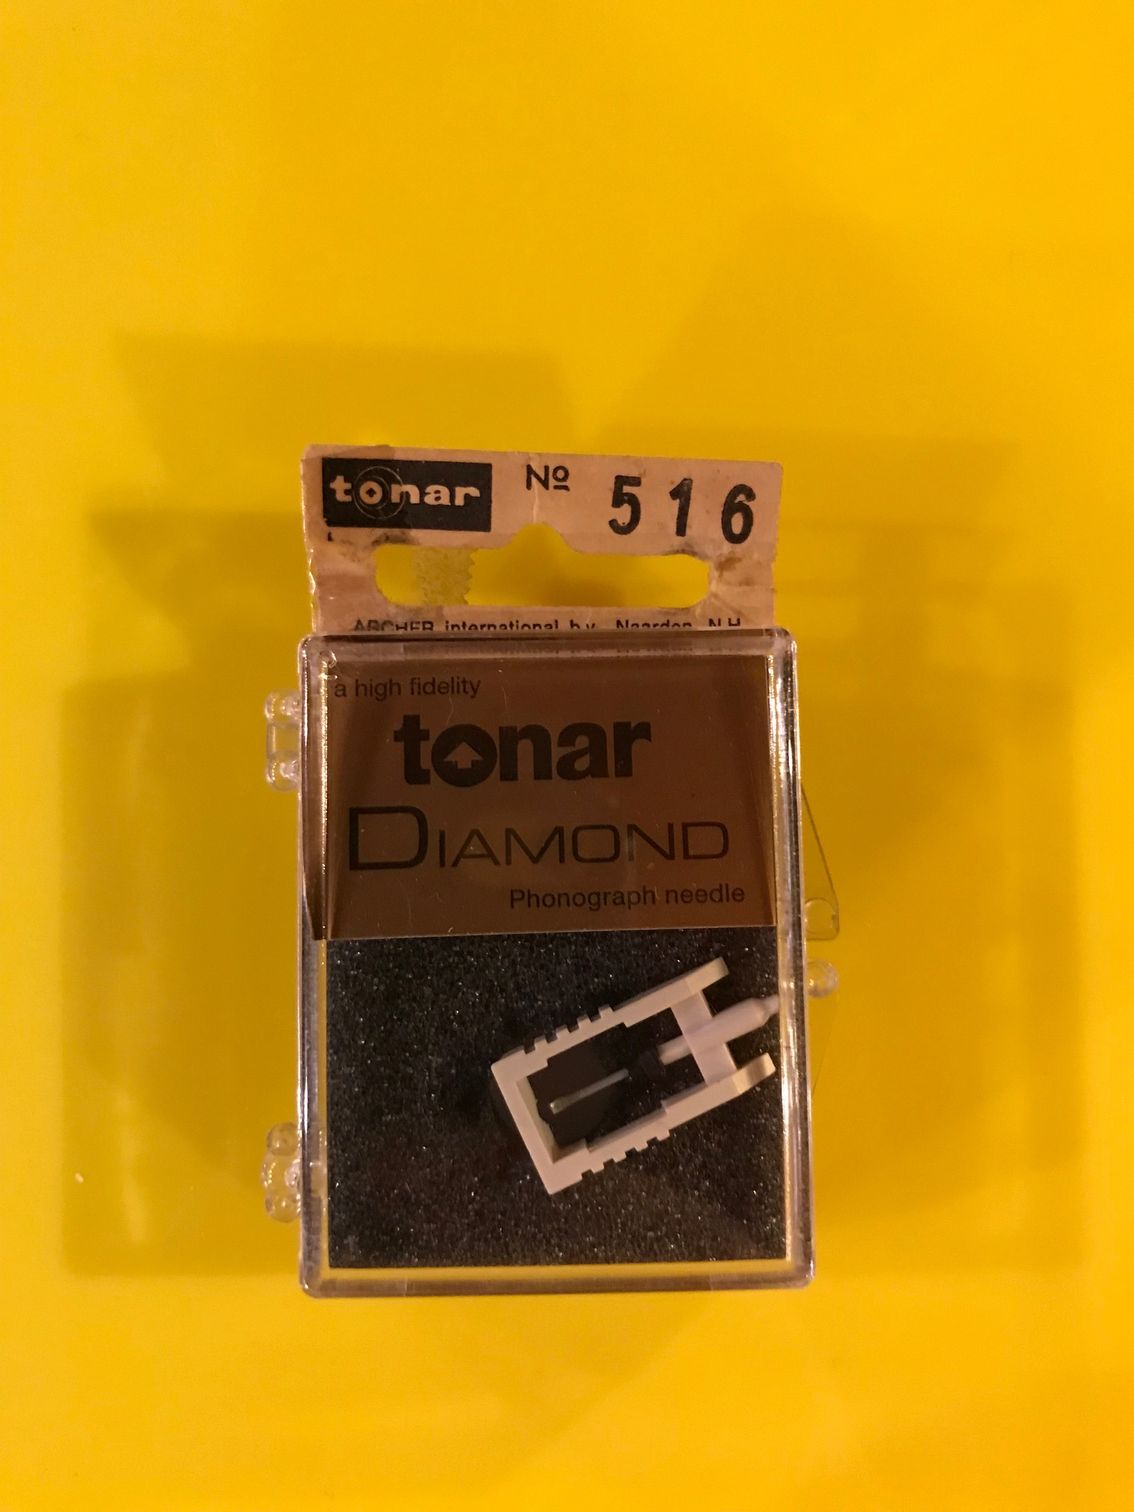 tonar № 516
ARCHER international b.v. Naarden N.H.
a high fidelity
tonar
DIAMOND
Phonograph needle